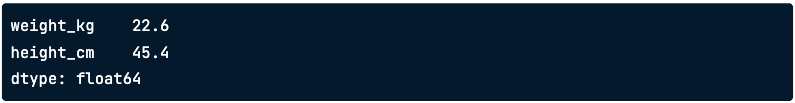 weight_kg    22.6
height_cm    45.4
dtype: float64